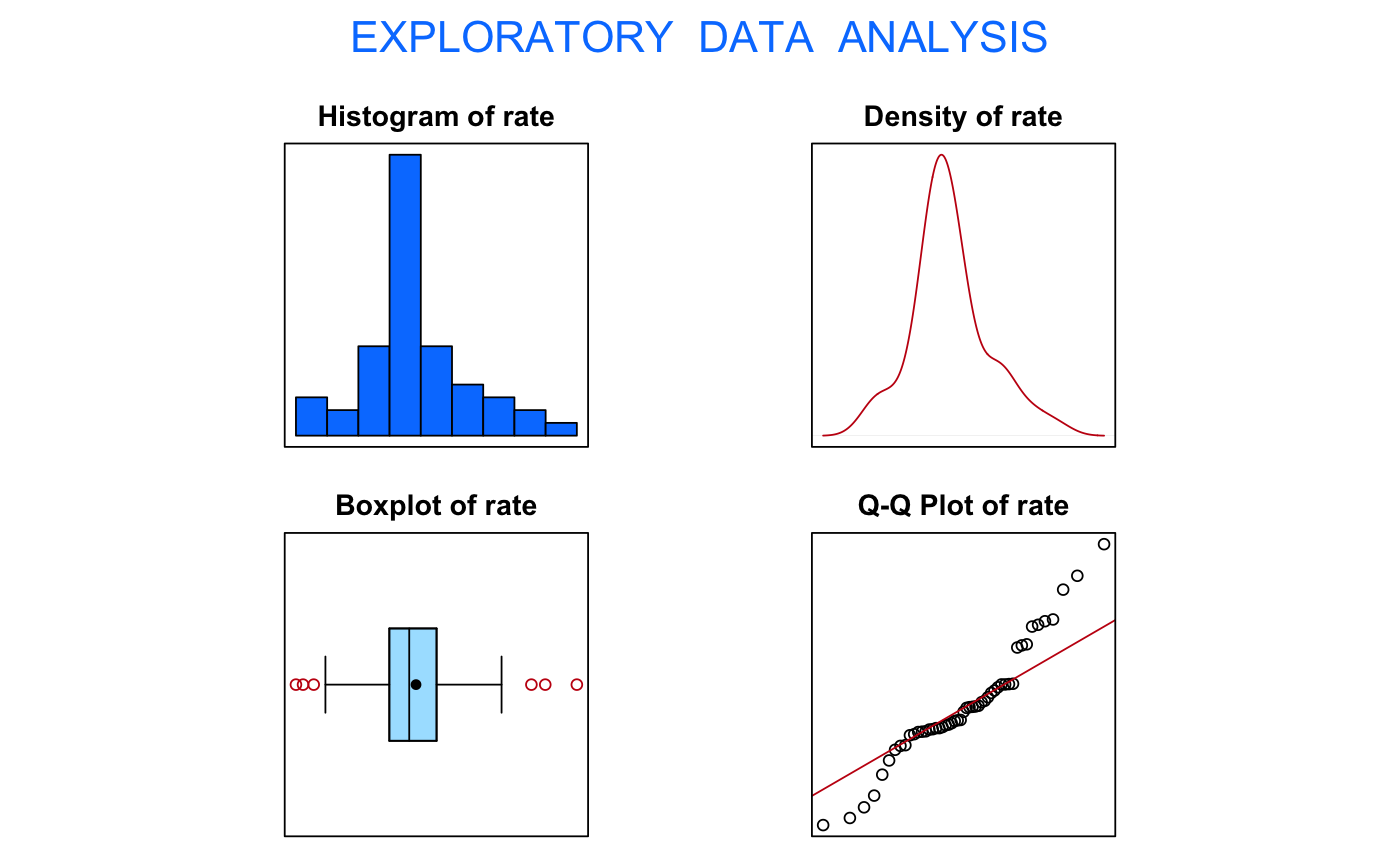 EXPLORATORY DATA ANALYSIS
Histogram of rate
Density of rate
Boxplot of rate
Q-Q Plot of rate